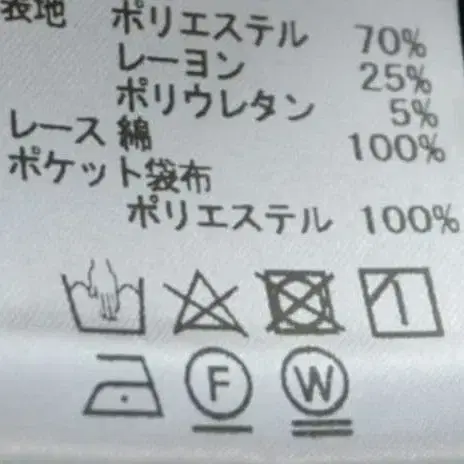 表地 ポリエステル 70%
レーヨン 25%
ポリウレタン 5%
レース 綿 100%
ポケット袋布
ポリエステル 100%
F W